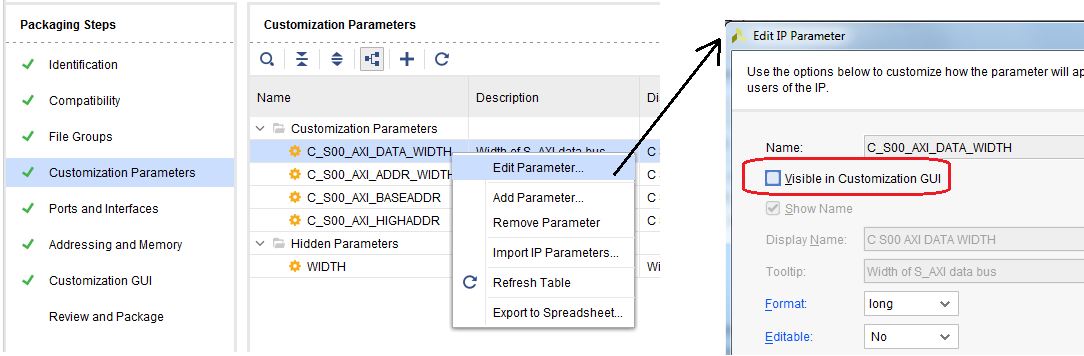 Packaging Steps
Identification
Compatibility
File Groups
Customization Parameters
Ports and Interfaces
Addressing and Memory
Customization GUI
Review and Package
Customization Parameters
Name Description Di
Customization Parameters
C_S00_AXI_DATA_WIDTH Width of S_AXI data bus C S
C_S00_AXI_ADDR_WIDTH C S
C_S00_AXI_BASEADDR C S
C_S00_AXI_HIGHADDR C S
Hidden Parameters
WIDTH Wi
Edit Parameter...
Add Parameter...
Remove Parameter
Import IP Parameters...
Refresh Table
Export to Spreadsheet...
Edit IP Parameter
Use the options below to customize how the parameter will ap
users of the IP.
Name: C_S00_AXI_DATA_WIDTH
Visible in Customization GUI
Show Name
Display Name: C S00 AXI DATA WIDTH
Tooltip: Width of S_AXI data bus
Format: long
Editable: No